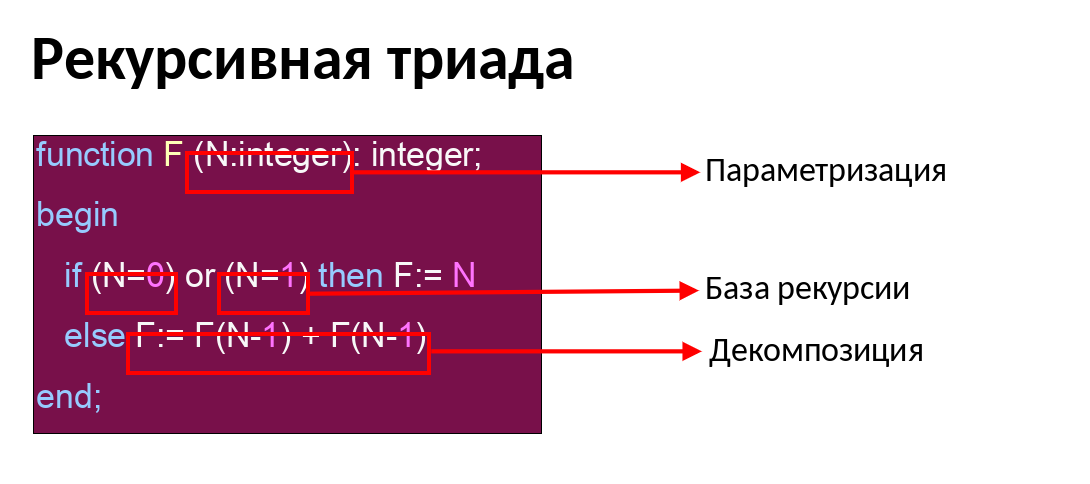 Рекурсивная триада
function F (N:integer): integer;
Параметризация
begin
if (N=0) or (N=1) then F:= N
База рекурсии
else F:= F(N-1) + F(N-1)
Декомпозиция
end;